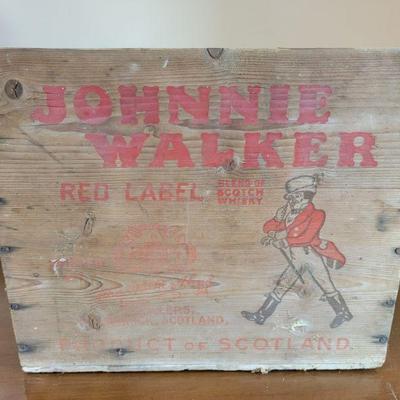 JOHNNIE
WALKER
RED LABEL BLEND OF
SCOTCH
WHISKY
SCOTLAND,
PRODUCT OF SCOTLAND.